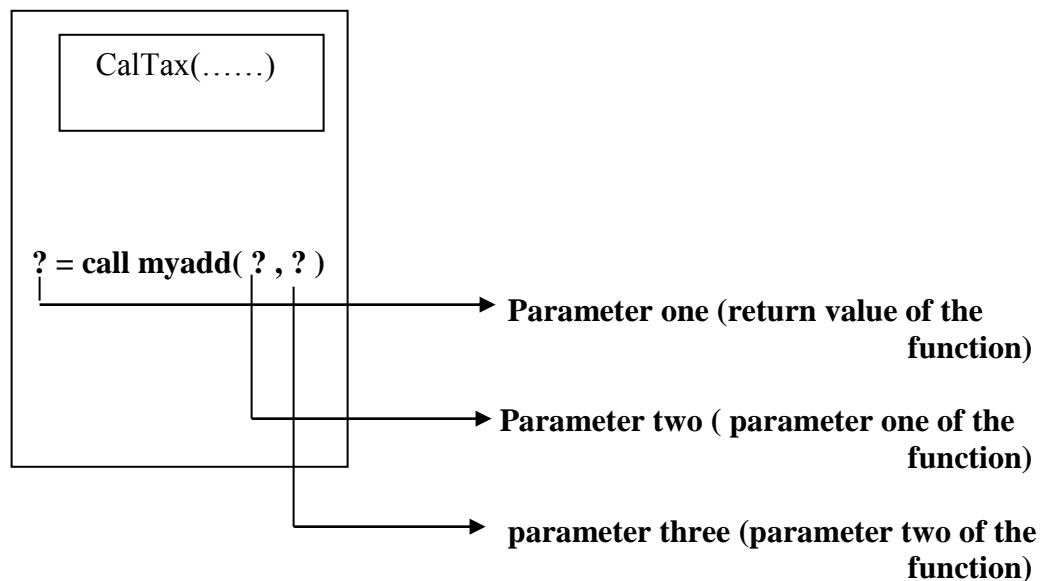 CalTax(……)
? = call myadd( ? , ? )
Parameter one (return value of the
function)
Parameter two ( parameter one of the
function)
parameter three (parameter two of the
function)